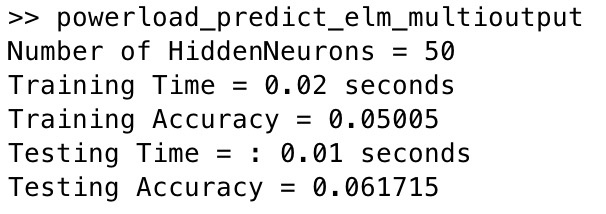 >> powerload_predict_elm_multioutput
Number of HiddenNeurons = 50
Training Time = 0.02 seconds
Training Accuracy = 0.05005
Testing Time = : 0.01 seconds
Testing Accuracy = 0.061715